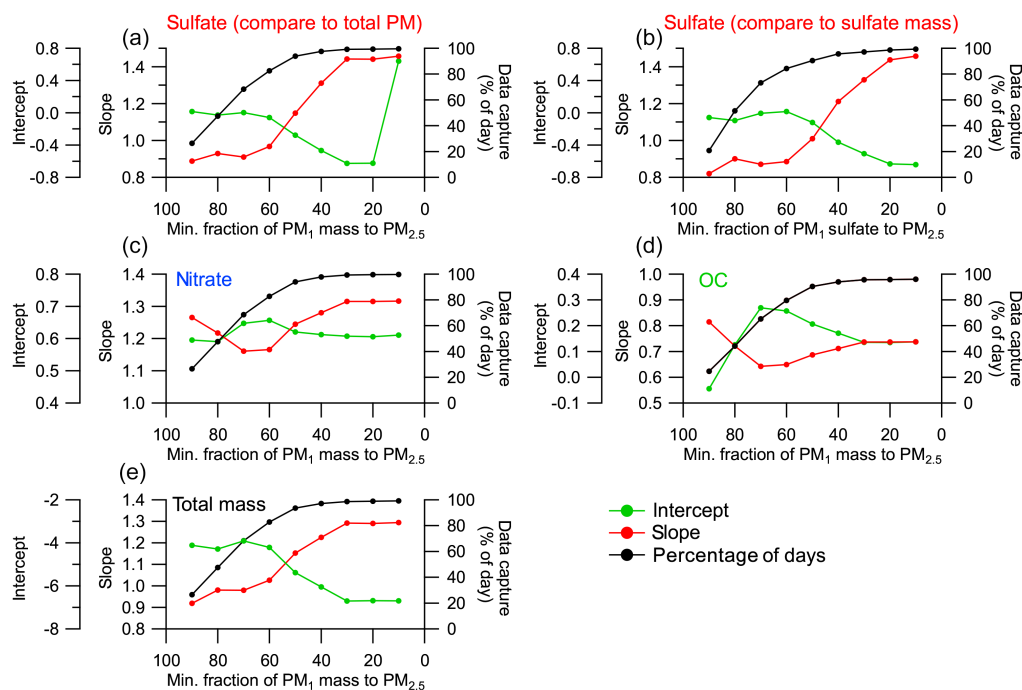 Sulfate (compare to total PM)
Sulfate (compare to sulfate mass)
(a)
Intercept
0.8
0.4
0.0
-0.4
-0.8
Slope
1.4
1.2
1.0
0.8
Data capture
(% of day)
100
80
60
40
20
0
100 80 60 40 20 0
Min. fraction of PM1 mass to PM2.5
(b)
Intercept
0.8
0.4
0.0
-0.4
-0.8
Slope
1.4
1.2
1.0
0.8
Data capture
(% of day)
100
80
60
40
20
0
100 80 60 40 20 0
Min. fraction of PM1 sulfate to PM2.5
(c)
Nitrate
Intercept
0.8
0.7
0.6
0.5
0.4
Slope
1.4
1.3
1.2
1.1
1.0
Data capture
(% of day)
100
80
60
40
20
0
100 80 60 40 20 0
Min. fraction of PM1 mass to PM2.5
(d)
OC
Intercept
0.4
0.3
0.2
0.1
0.0
-0.1
Slope
1.0
0.9
0.8
0.7
0.6
0.5
Data capture
(% of day)
100
80
60
40
20
0
100 80 60 40 20 0
Min. fraction of PM1 mass to PM2.5
(e)
Total mass
Intercept
-2
-4
-6
-8
Slope
1.4
1.3
1.2
1.1
1.0
0.9
0.8
Data capture
(% of day)
100
80
60
40
20
0
100 80 60 40 20 0
Min. fraction of PM1 mass to PM2.5
Intercept
Slope
Percentage of days